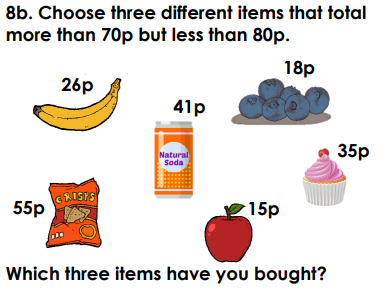 8b. Choose three different items that total
more than 70p but less than 80p.
26p
18p
41p
Natural
Soda
35p
55p
CRISPS
15p
Which three items have you bought?